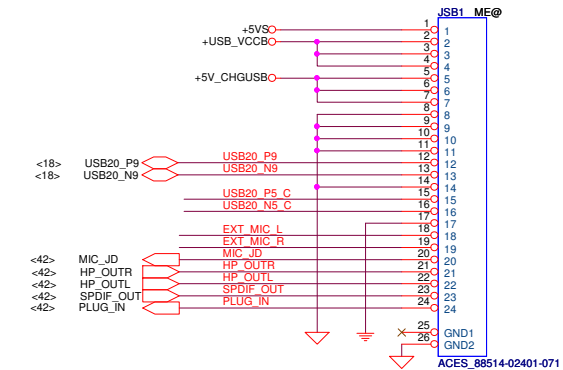 JSB1 ME@
+5VS 1 1
+USB_VCCB 2 2
3 3
4 4
+5V_CHGUSB 5 5
6 6
7 7
8 8
9 9
10 10
11 11
<18> USB20_P9 USB20_P9 12 12
<18> USB20_N9 USB20_N9 13 13
14 14
USB20_P5_C 15 15
USB20_N5_C 16 16
17 17
EXT_MIC_L 18 18
EXT_MIC_R 19 19
<42> MIC_JD MIC_JD 20 20
<42> HP_OUTR HP_OUTR 21 21
<42> HP_OUTL HP_OUTL 22 22
<42> SPDIF_OUT SPDIF_OUT 23 23
<42> PLUG_IN PLUG_IN 24 24
25 GND1
26 GND2
ACES_88514-02401-071